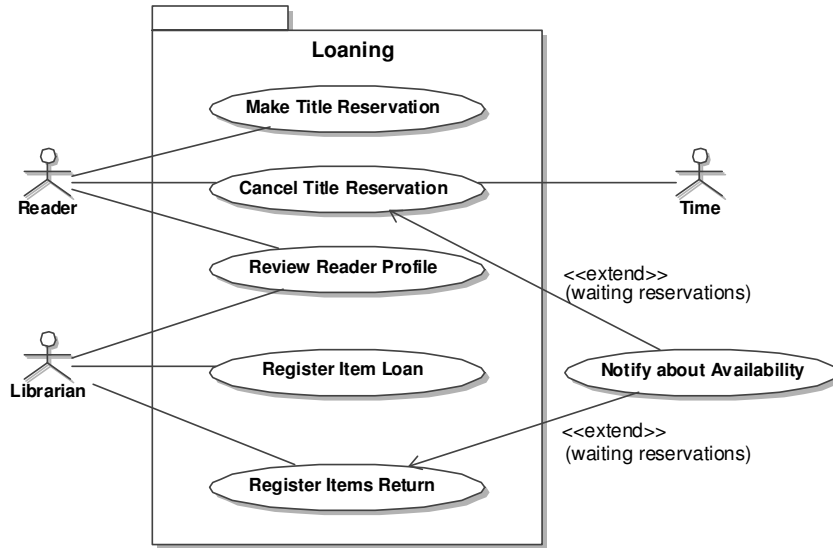 Loaning
Make Title Reservation
Reader
Cancel Title Reservation
Time
Review Reader Profile
<<extend>>
(waiting reservations)
Librarian
Register Item Loan
Notify about Availability
<<extend>>
(waiting reservations)
Register Items Return